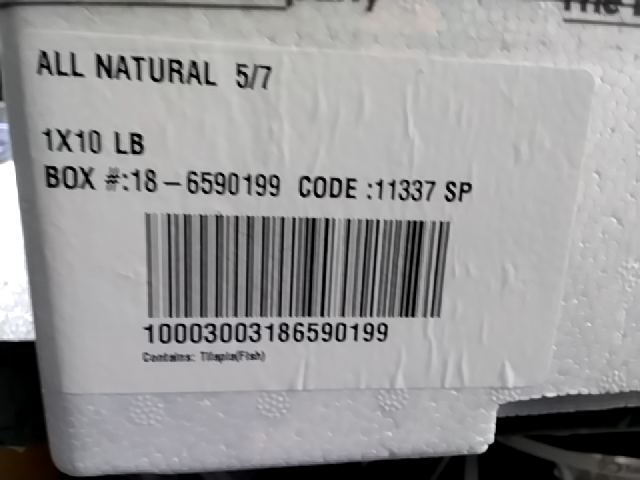 ALL NATURAL 5/7
1X10 LB
BOX #:18-6590199 CODE :11337 SP
10003003186590199
Contains: Tilapia(Fish)